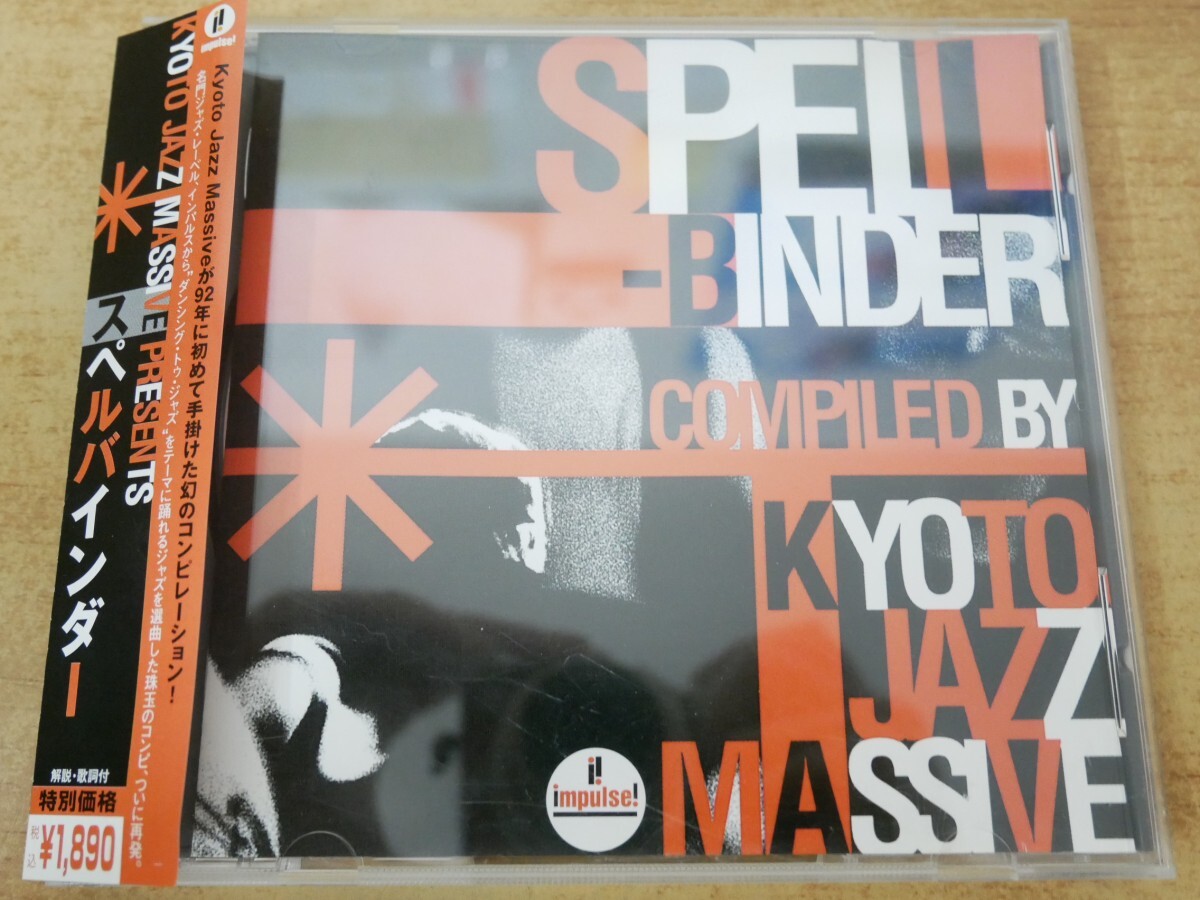 impulse!
KYOTO JAZZ MASSIVE PRESENTS
スペルバインダー
Kyoto Jazz Massiveが92年に初めて手掛けた幻のコンピレーション!
名門ジャズ・レーベル、インパルスから"ダンシング・トゥ・ジャズ"をテーマに踊れるジャズを選曲した珠玉のコンピ、ついに再発。
解説・歌詞付
特別価格
税込 ¥1,890
SPELL
-BINDER
COMPILED BY
KYOTO
JAZZ
MASSIVE
impulse!